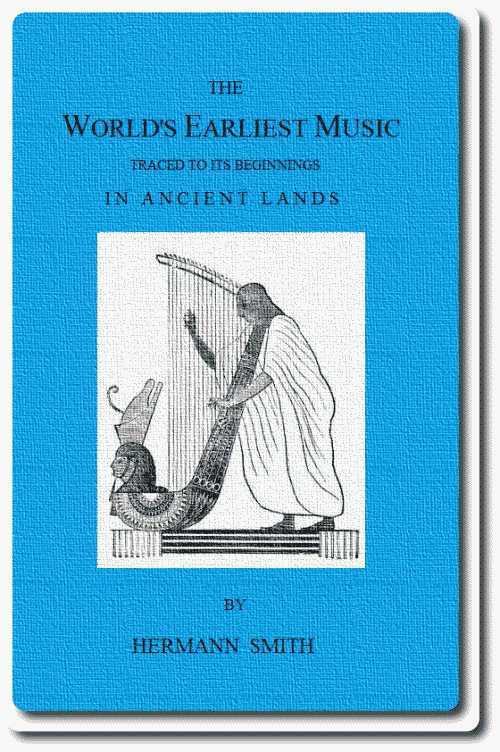 THE
WORLD'S EARLIEST MUSIC
TRACED TO ITS BEGINNINGS
IN ANCIENT LANDS
BY
HERMANN SMITH